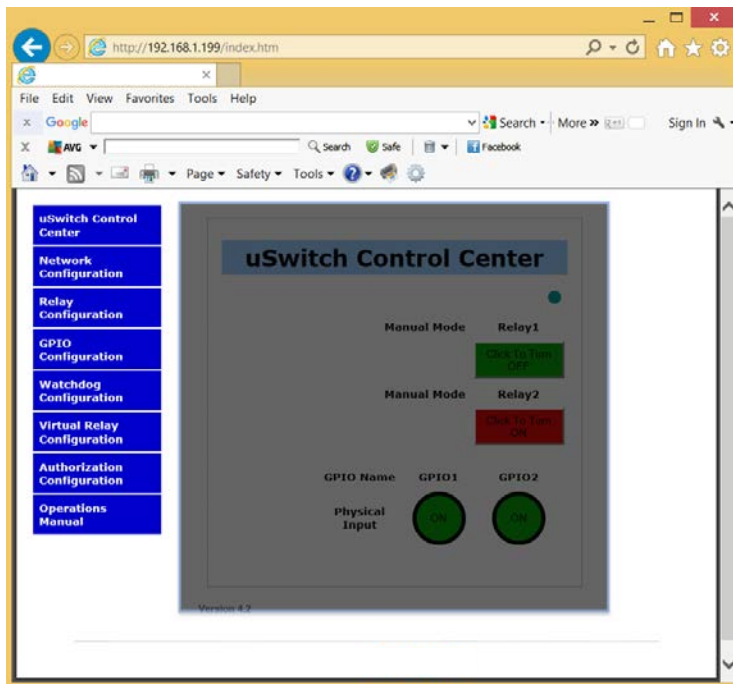 http://192.168.1.199/index.htm
File Edit View Favorites Tools Help
x Google Search More »  Sign In
X AVG Search Safe Facebook
Page Safety Tools
uSwitch Control
Center
Network
Configuration
Relay
Configuration
GPIO
Configuration
Watchdog
Configuration
Virtual Relay
Configuration
Authorization
Configuration
Operations
Manual
uSwitch Control Center
Manual Mode Relay1
Click To Turn
OFF
Manual Mode Relay2
Click To Turn
ON
GPIO Name GPIO1 GPIO2
Physical
Input
ON ON
Version 4.2